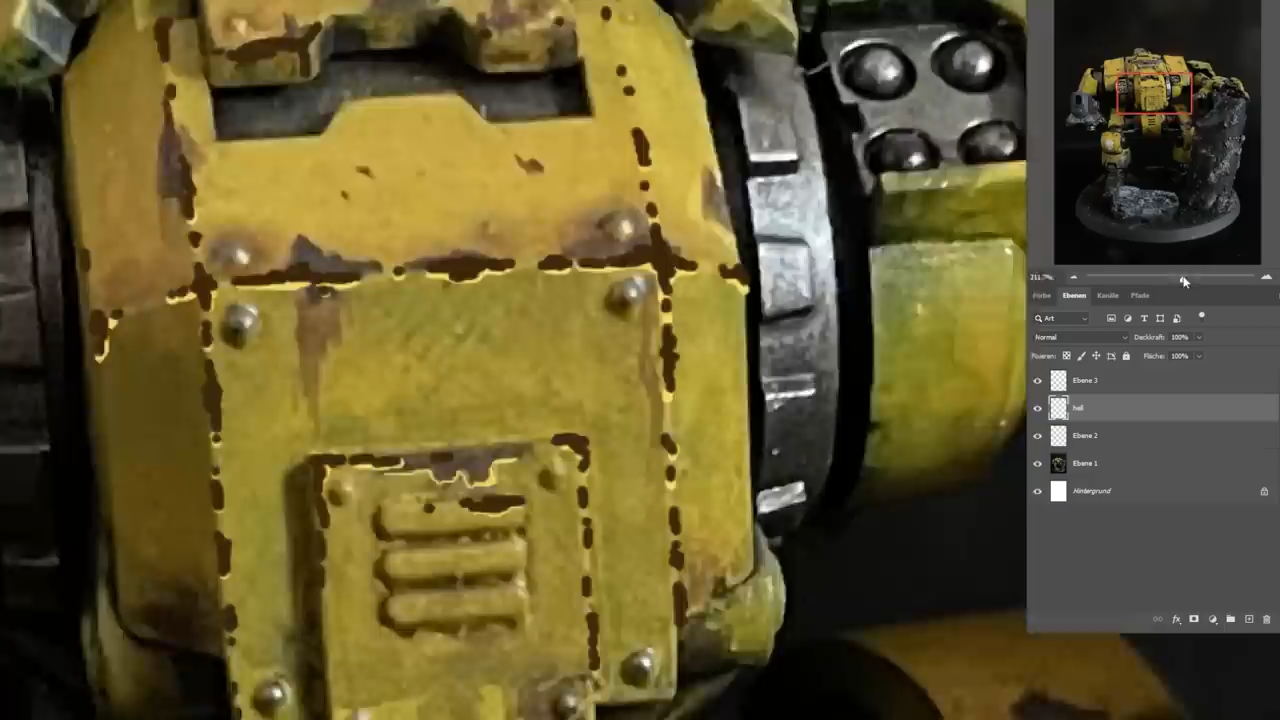 Farbe Ebenen Kanäle Pfade
Art
Normal Deckkraft: 100%
Fixieren: Fläche: 100%
Ebene 3
hell
Ebene 2
Ebene 1
Hintergrund